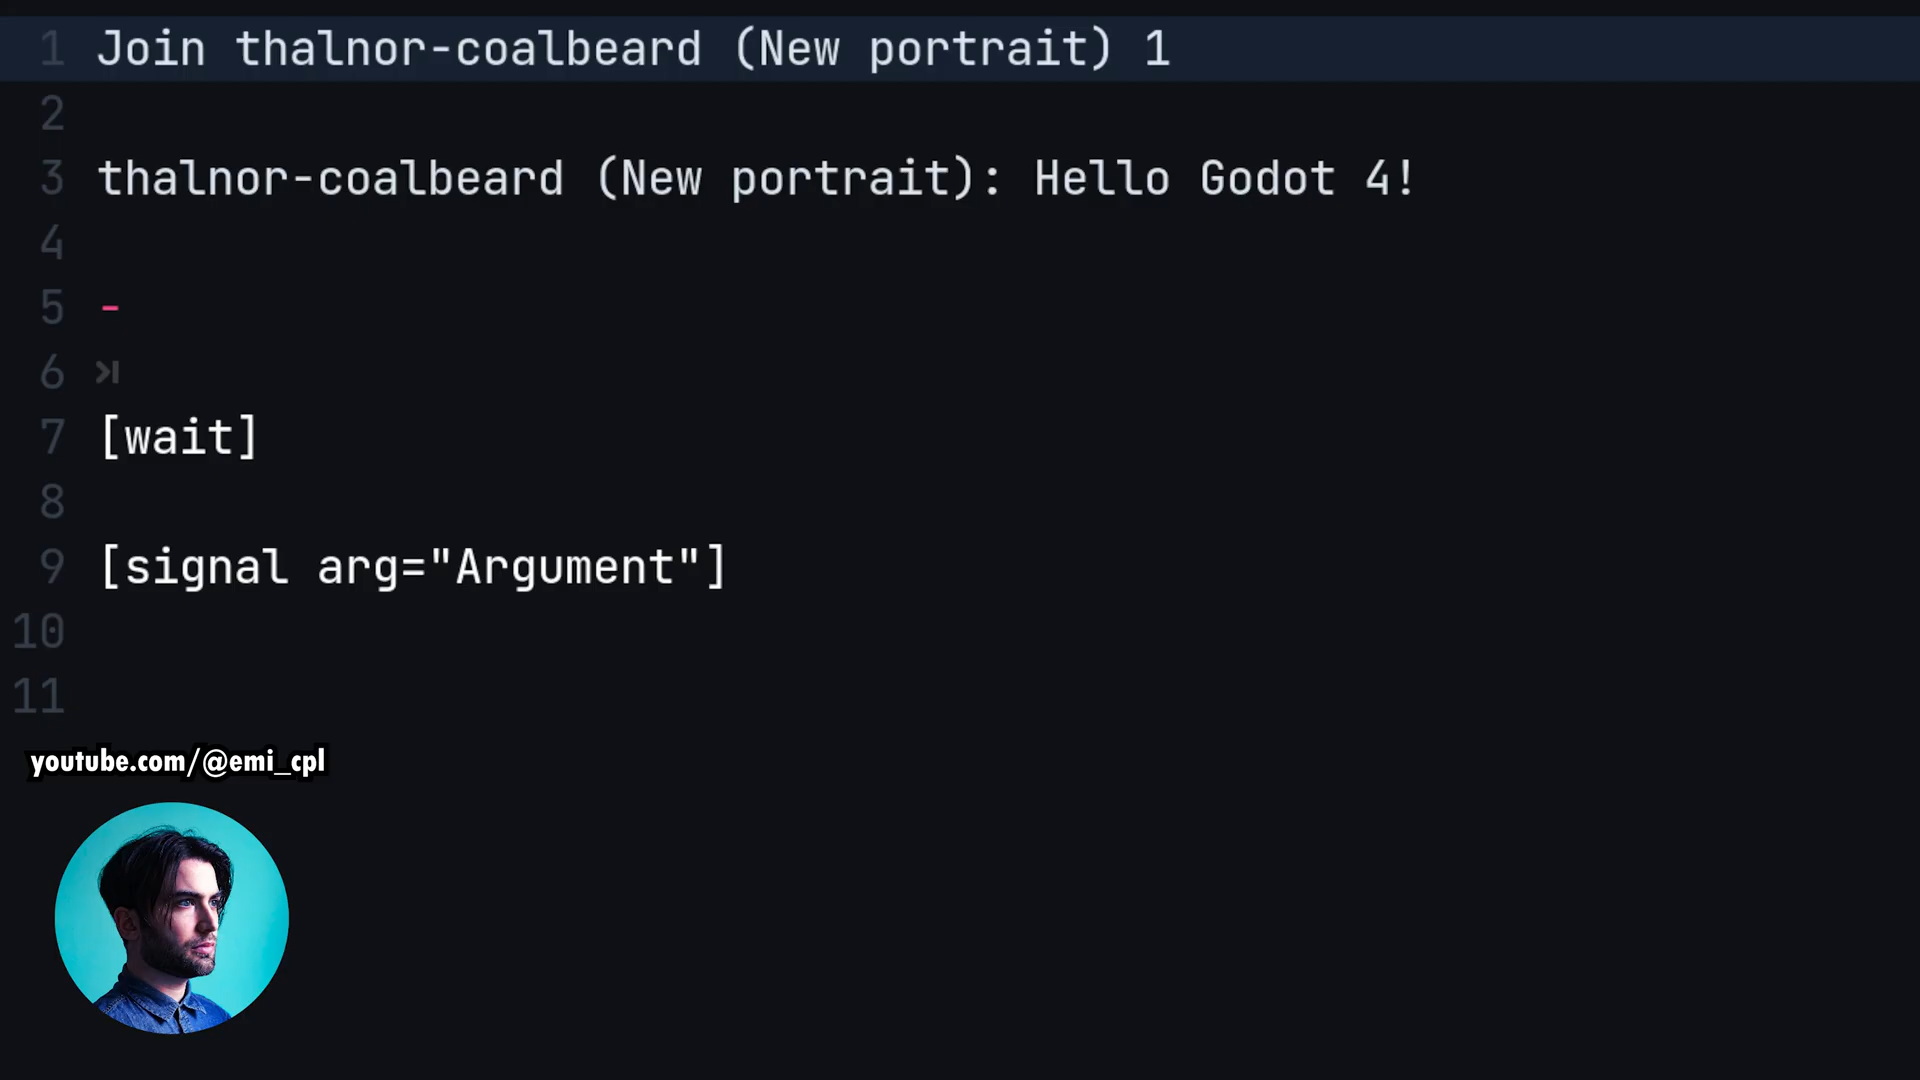 1 Join thalnor-coalbeard (New portrait) 1
2
3 thalnor-coalbeard (New portrait): Hello Godot 4!
4
5 -
6
7 [wait]
8
9 [signal arg="Argument"]
10
11
youtube.com/@emi_cpl